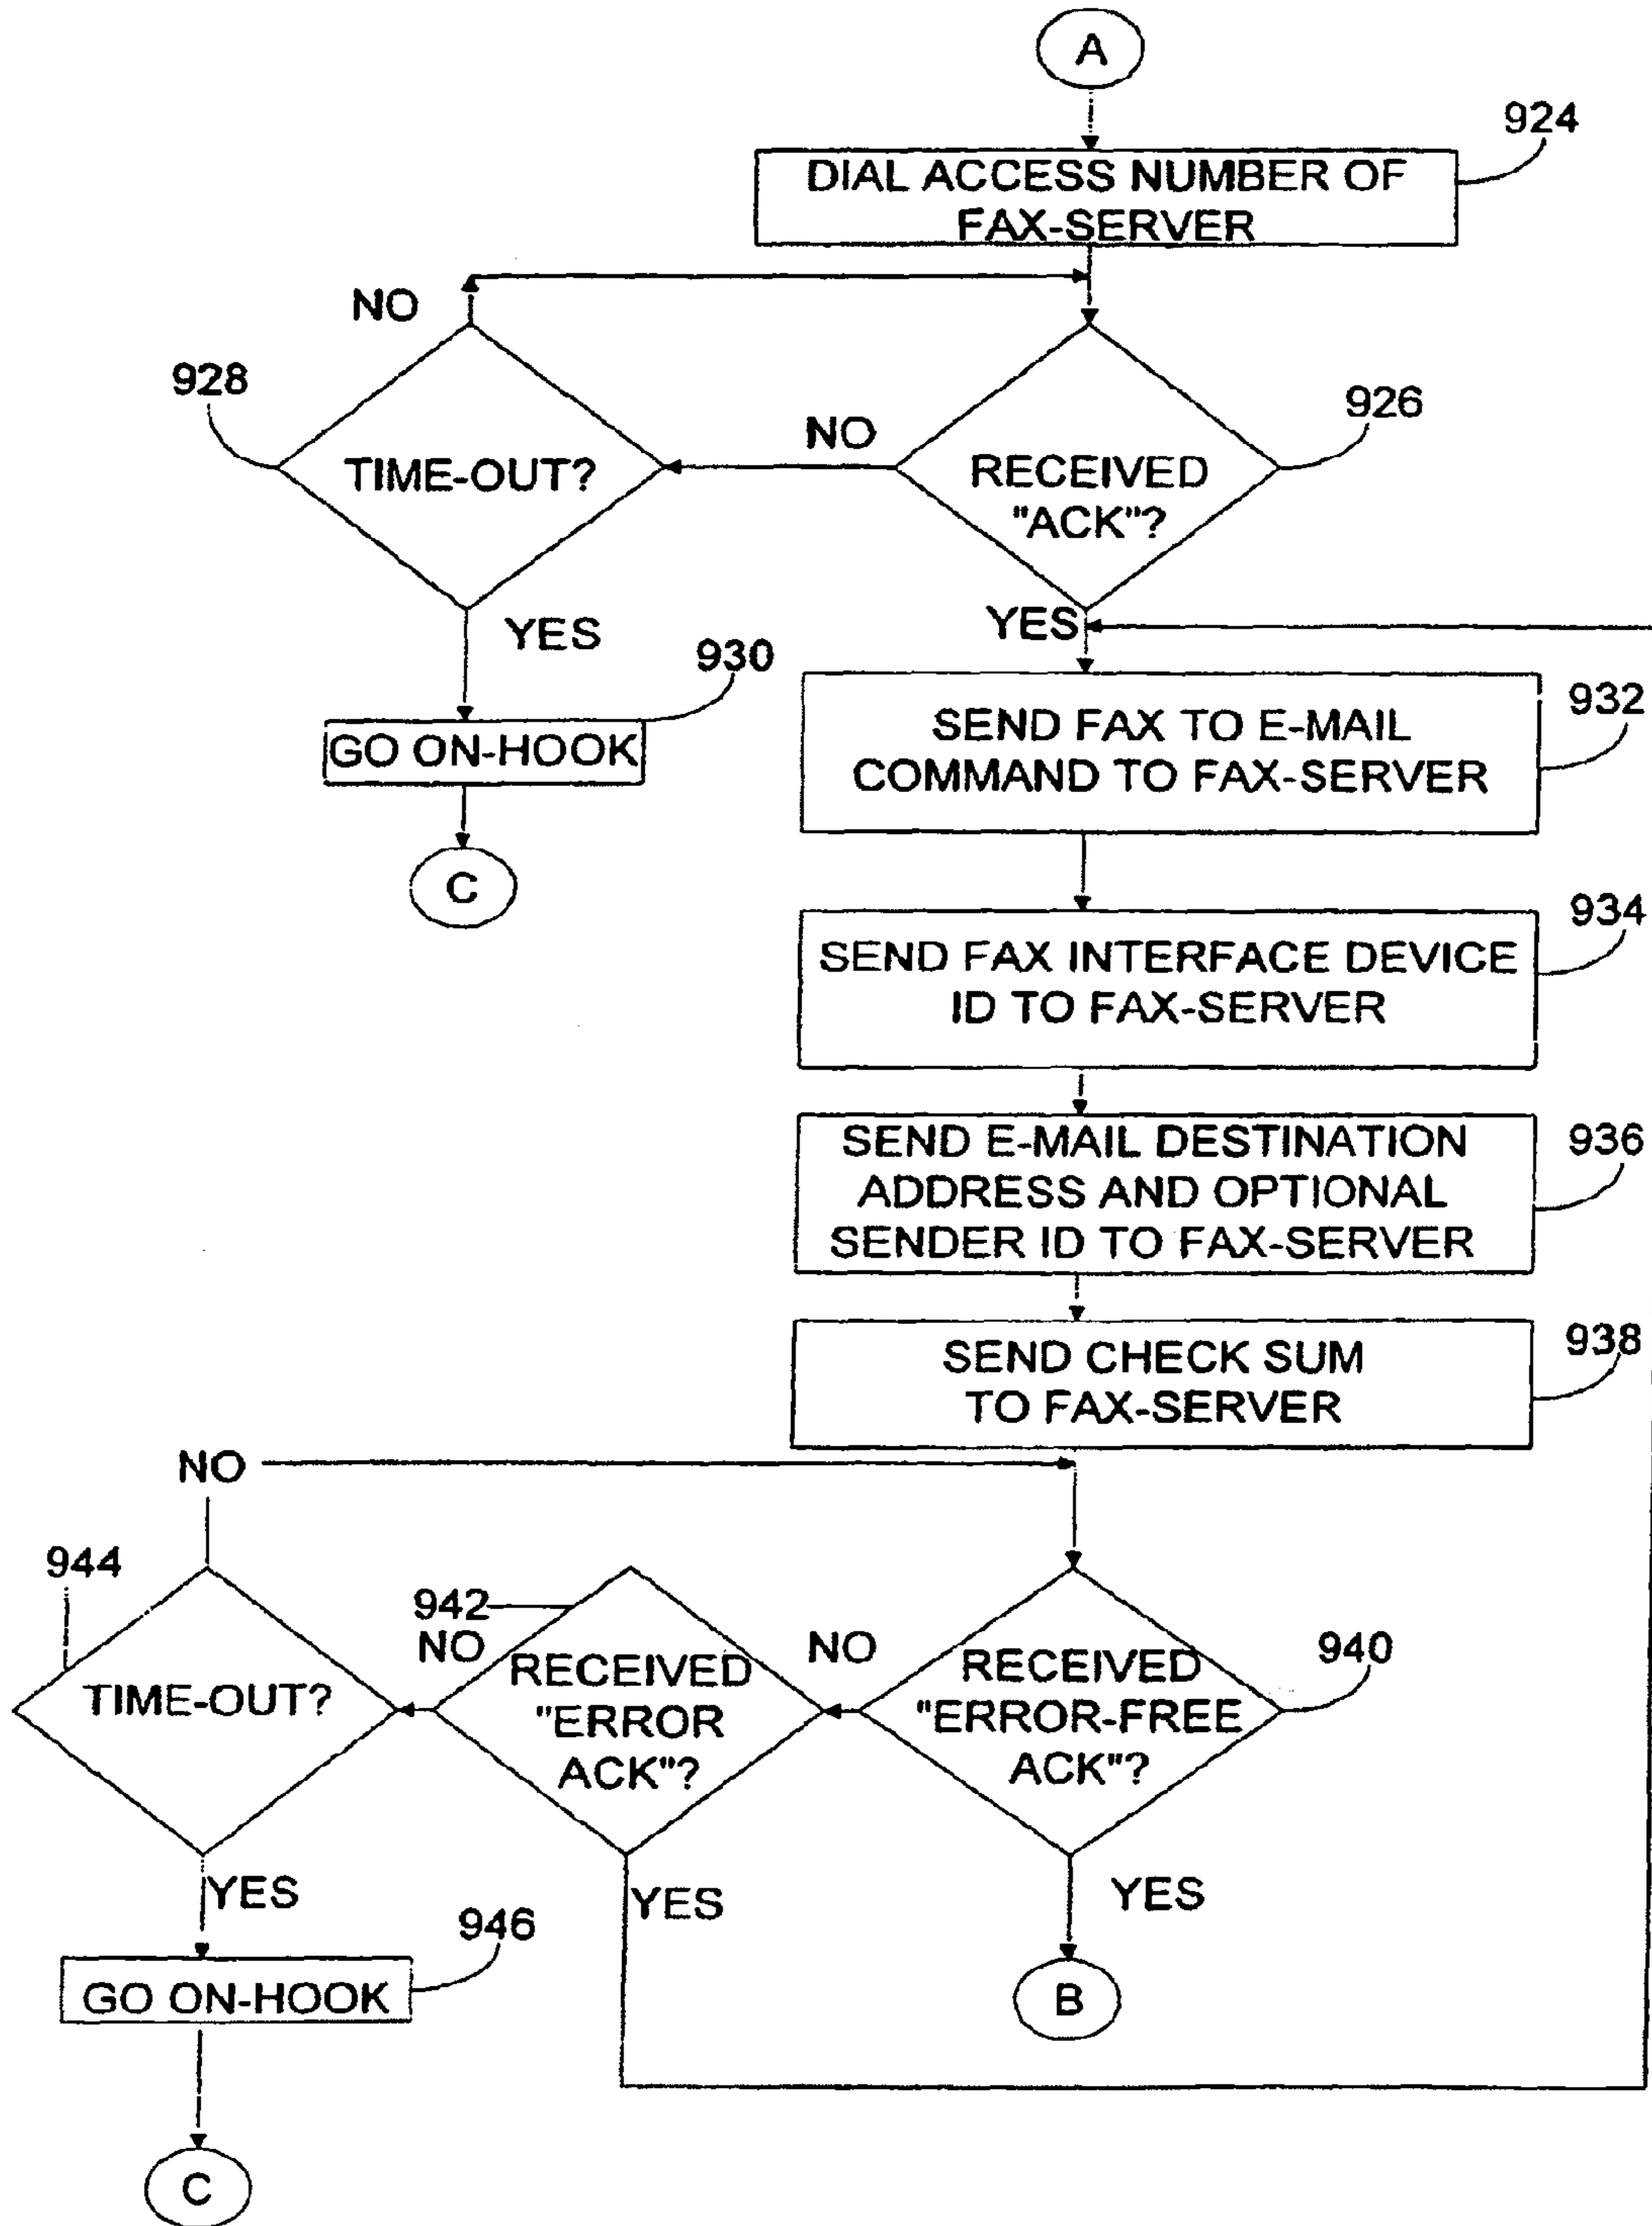 A
924
DIAL ACCESS NUMBER OF
FAX-SERVER
NO
928
TIME-OUT?
NO
926
RECEIVED
"ACK"?
YES
YES
930
GO ON-HOOK
C
932
SEND FAX TO E-MAIL
COMMAND TO FAX-SERVER
934
SEND FAX INTERFACE DEVICE
ID TO FAX-SERVER
936
SEND E-MAIL DESTINATION
ADDRESS AND OPTIONAL
SENDER ID TO FAX-SERVER
938
SEND CHECK SUM
TO FAX-SERVER
NO
944
TIME-OUT?
942
NO
RECEIVED
"ERROR
ACK"?
NO
940
RECEIVED
"ERROR-FREE
ACK"?
YES
YES
YES
946
GO ON-HOOK
B
C